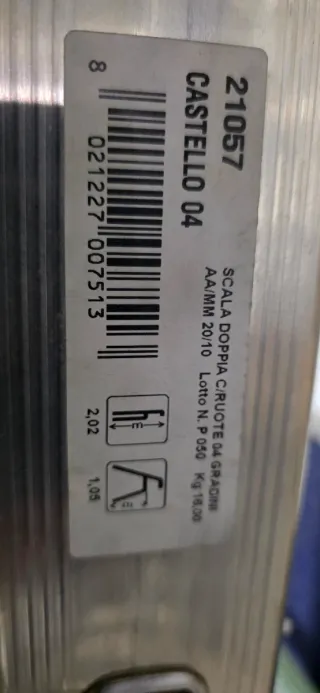 21057
CASTELLO 04
SCALA DOPPIA C/RUOTE 04 GRADINI
AA/MM 20/10 Lotto N. P 050 Kg 16,00
8 021227 007513
2,02
1,05